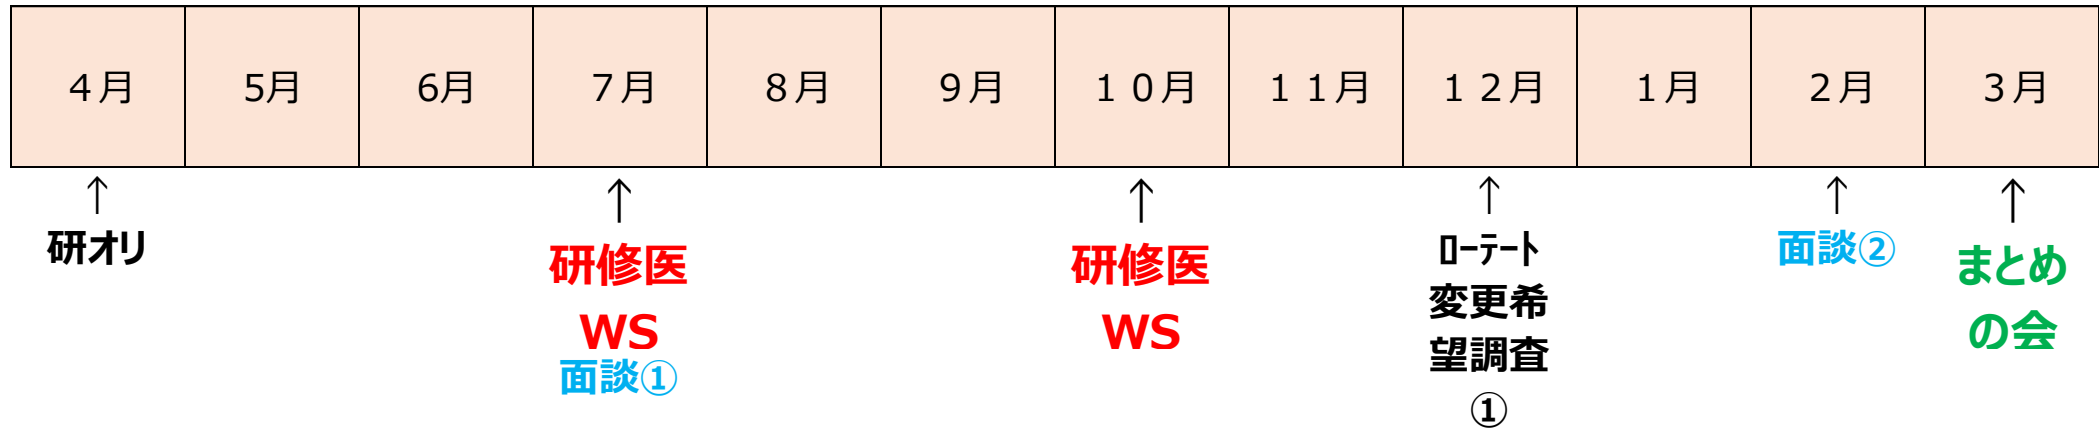 ４月 5月 6月 ７月 ８月 ９月 １０月 １１月 １２月 １月 ２月 ３月
↑ ↑ ↑ ↑ ↑ ↑
研オリ
研修医
WS
面談①
研修医
WS
ﾛｰﾃｰﾄ
変更希
望調査
①
面談②
まとめ
の会